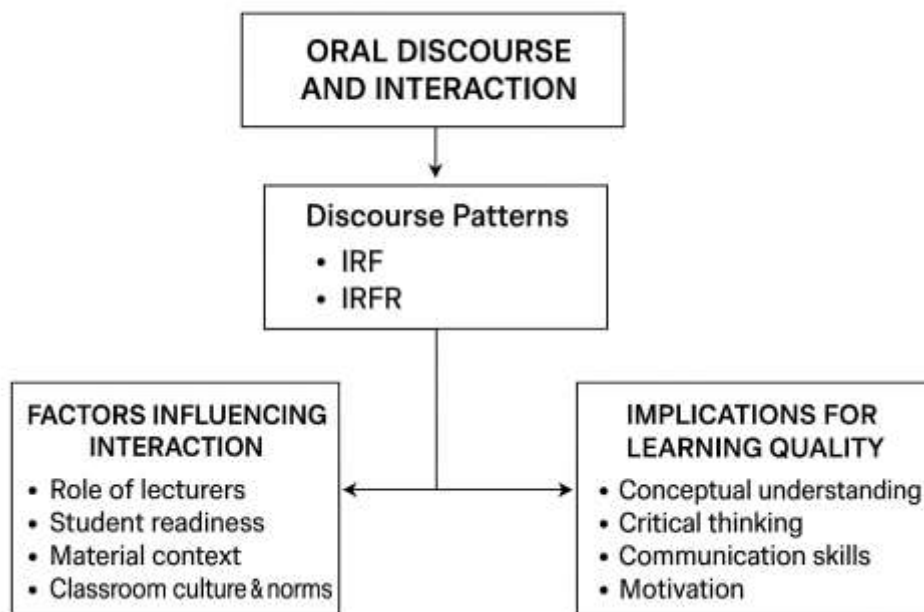 ORAL DISCOURSE
AND INTERACTION
Discourse Patterns
• IRF
• IRFR
FACTORS INFLUENCING
INTERACTION
• Role of lecturers
• Student readiness
• Material context
• Classroom culture & norms
IMPLICATIONS FOR
LEARNING QUALITY
• Conceptual understanding
• Critical thinking
• Communication skills
• Motivation